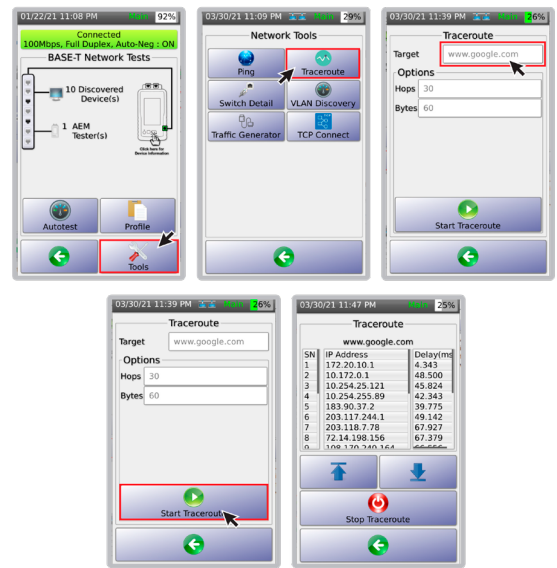 01/22/21 11:08 PM Main 92%
Connected
100Mbps, Full Duplex, Auto-Neg : ON
BASE-T Network Tests
10 Discovered
Device(s)
1 AEM
Tester(s)
Click here for
Device Information
Autotest Profile
Tools
03/30/21 11:09 PM Main 29%
Network Tools
Ping Traceroute
Switch Detail VLAN Discovery
Traffic Generator TCP Connect
03/30/21 11:39 PM Main 26%
Traceroute
Target www.google.com
Options
Hops 30
Bytes 60
Start Traceroute
03/30/21 11:39 PM Main 26%
Traceroute
Target www.google.com
Options
Hops 30
Bytes 60
Start Traceroute
03/30/21 11:47 PM Main 25%
Traceroute
www.google.com
SN IP Address Delay(ms
1 172.20.10.1 4.343
2 10.172.0.1 48.500
3 10.254.25.121 45.824
4 10.254.255.89 42.343
5 183.90.37.2 39.775
6 203.117.244.1 49.142
7 203.118.7.78 67.927
8 72.14.198.156 67.379
9 108.170.240.164
Stop Traceroute